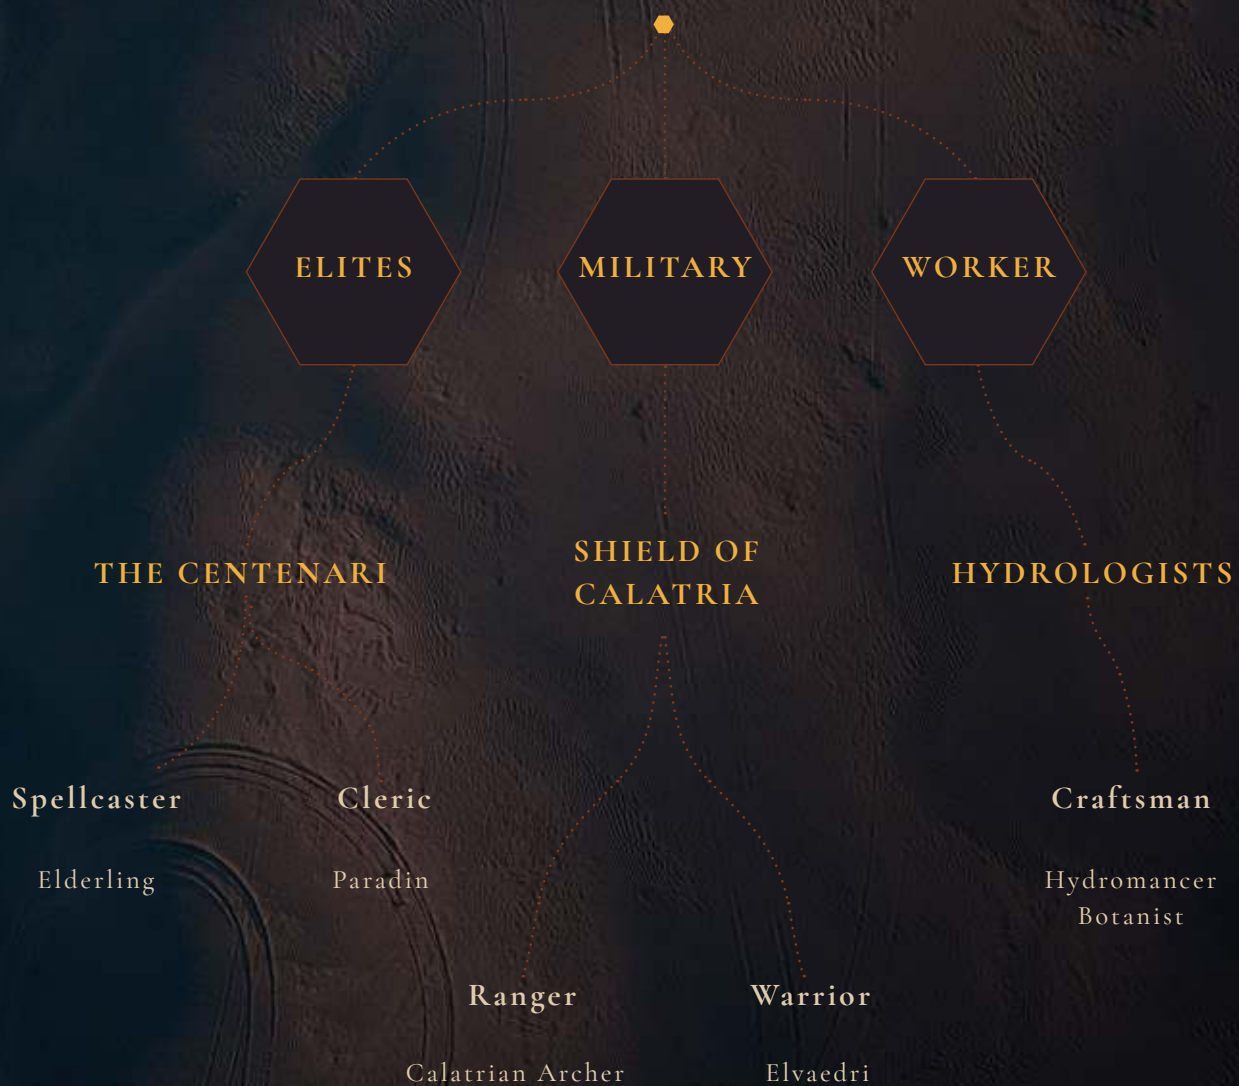 ELITES
MILITARY
WORKER
THE CENTENARI
SHIELD OF
CALATRIA
HYDROLOGISTS
Spellcaster
Cleric
Craftsman
Elderling
Paradin
Hydromancer
Botanist
Ranger
Warrior
Calatrian Archer
Elvaedri